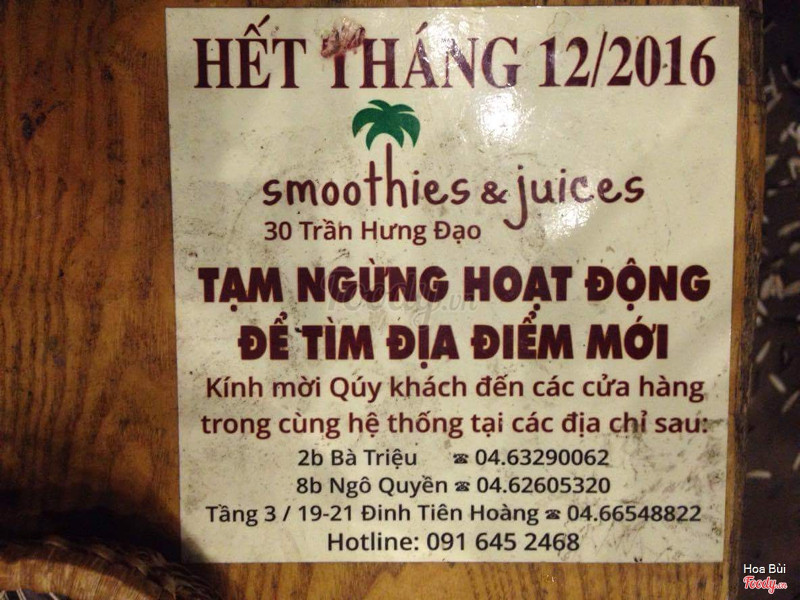 HẾT THÁNG 12/2016
smoothies & juices
30 Trần Hưng Đạo
TẠM NGỪNG HOẠT ĐỘNG
ĐỂ TÌM ĐỊA ĐIỂM MỚI
Kính mời Qúy khách đến các cửa hàng
trong cùng hệ thống tại các địa chỉ sau:
2b Bà Triệu ☎ 04.63290062
8b Ngô Quyền ☎ 04.62605320
Tầng 3 / 19-21 Đinh Tiên Hoàng ☎ 04.66548822
Hotline: 091 645 2468
Foody.vn
Hoa Bùi
Foody.vn